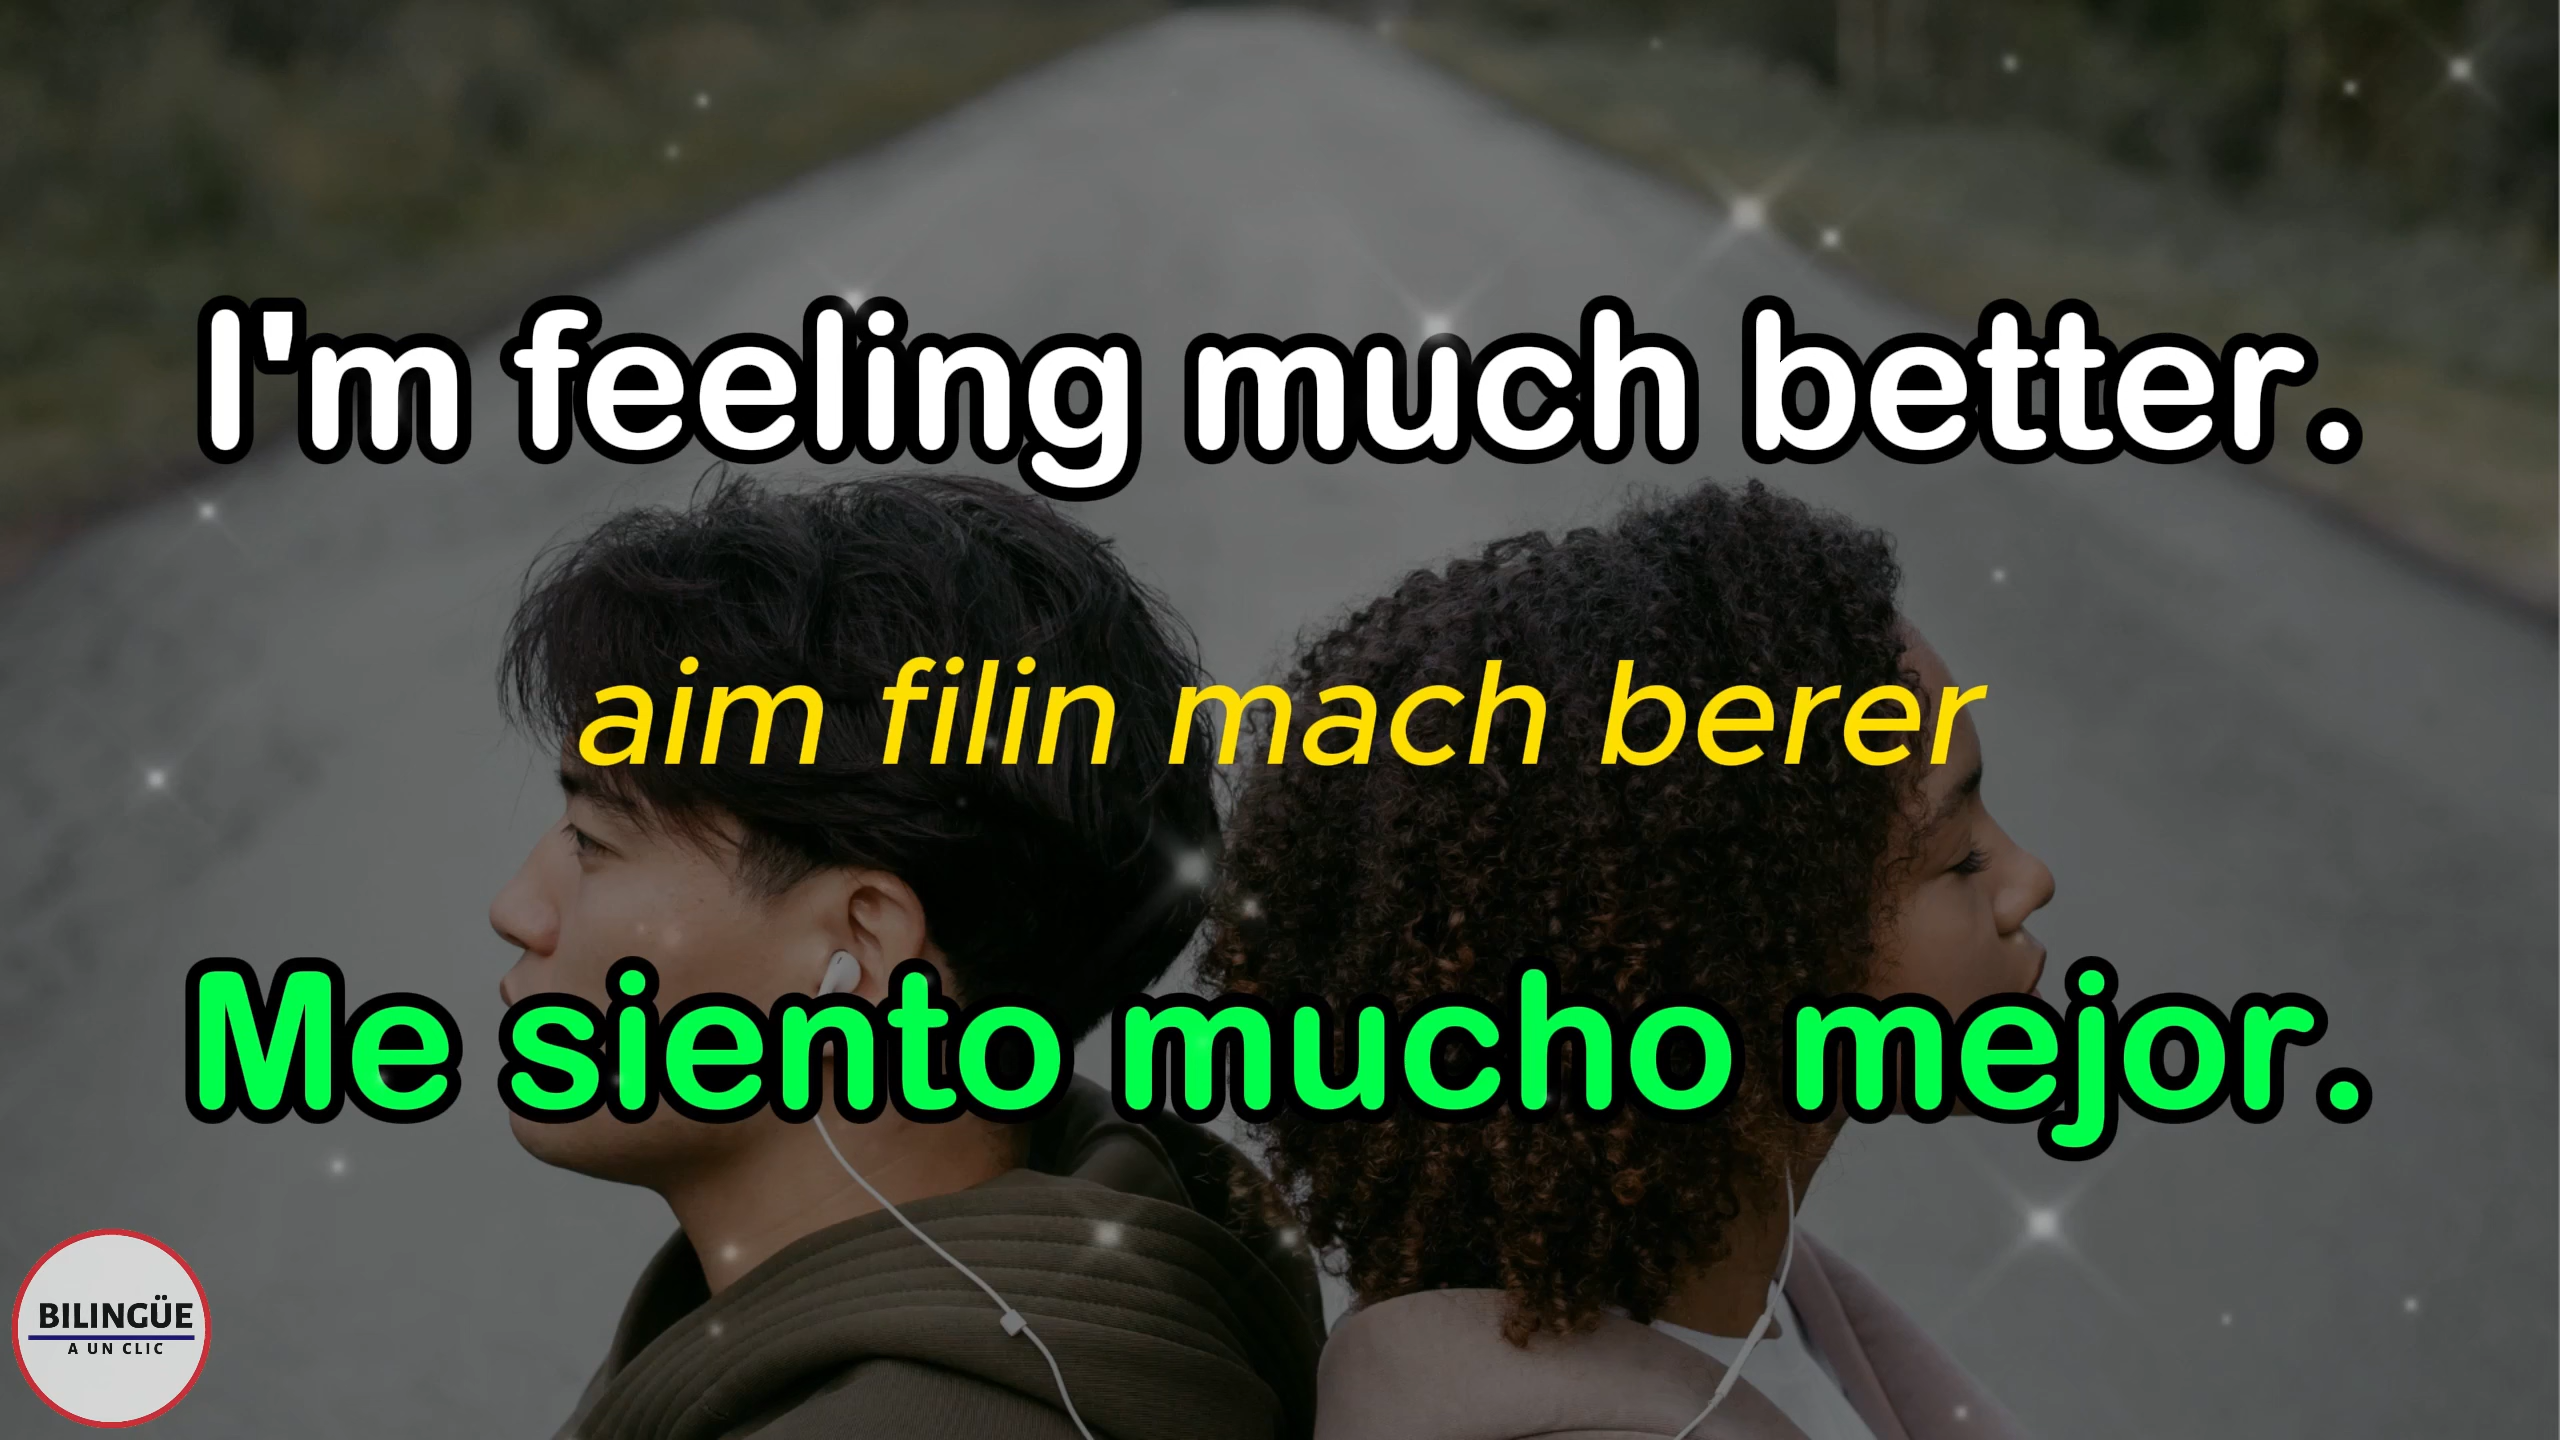 I'm feeling much better.
aim filin mach berer
Me siento mucho mejor.
BILINGÜE
A UN CLIC